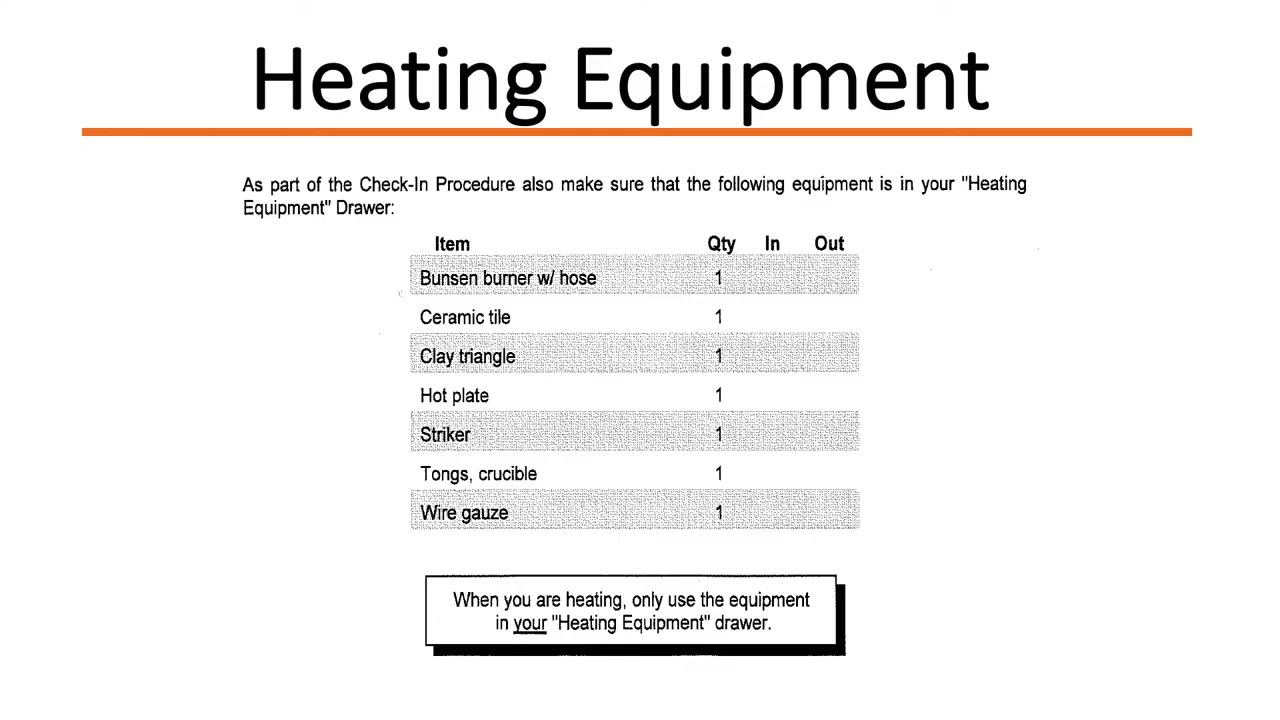 Heating Equipment
As part of the Check-In Procedure also make sure that the following equipment is in your "Heating
Equipment" Drawer:
Item Qty In Out
Bunsen burner w/ hose 1
Ceramic tile 1
Clay triangle 1
Hot plate 1
Striker 1
Tongs, crucible 1
Wire gauze 1
When you are heating, only use the equipment
in your "Heating Equipment" drawer.